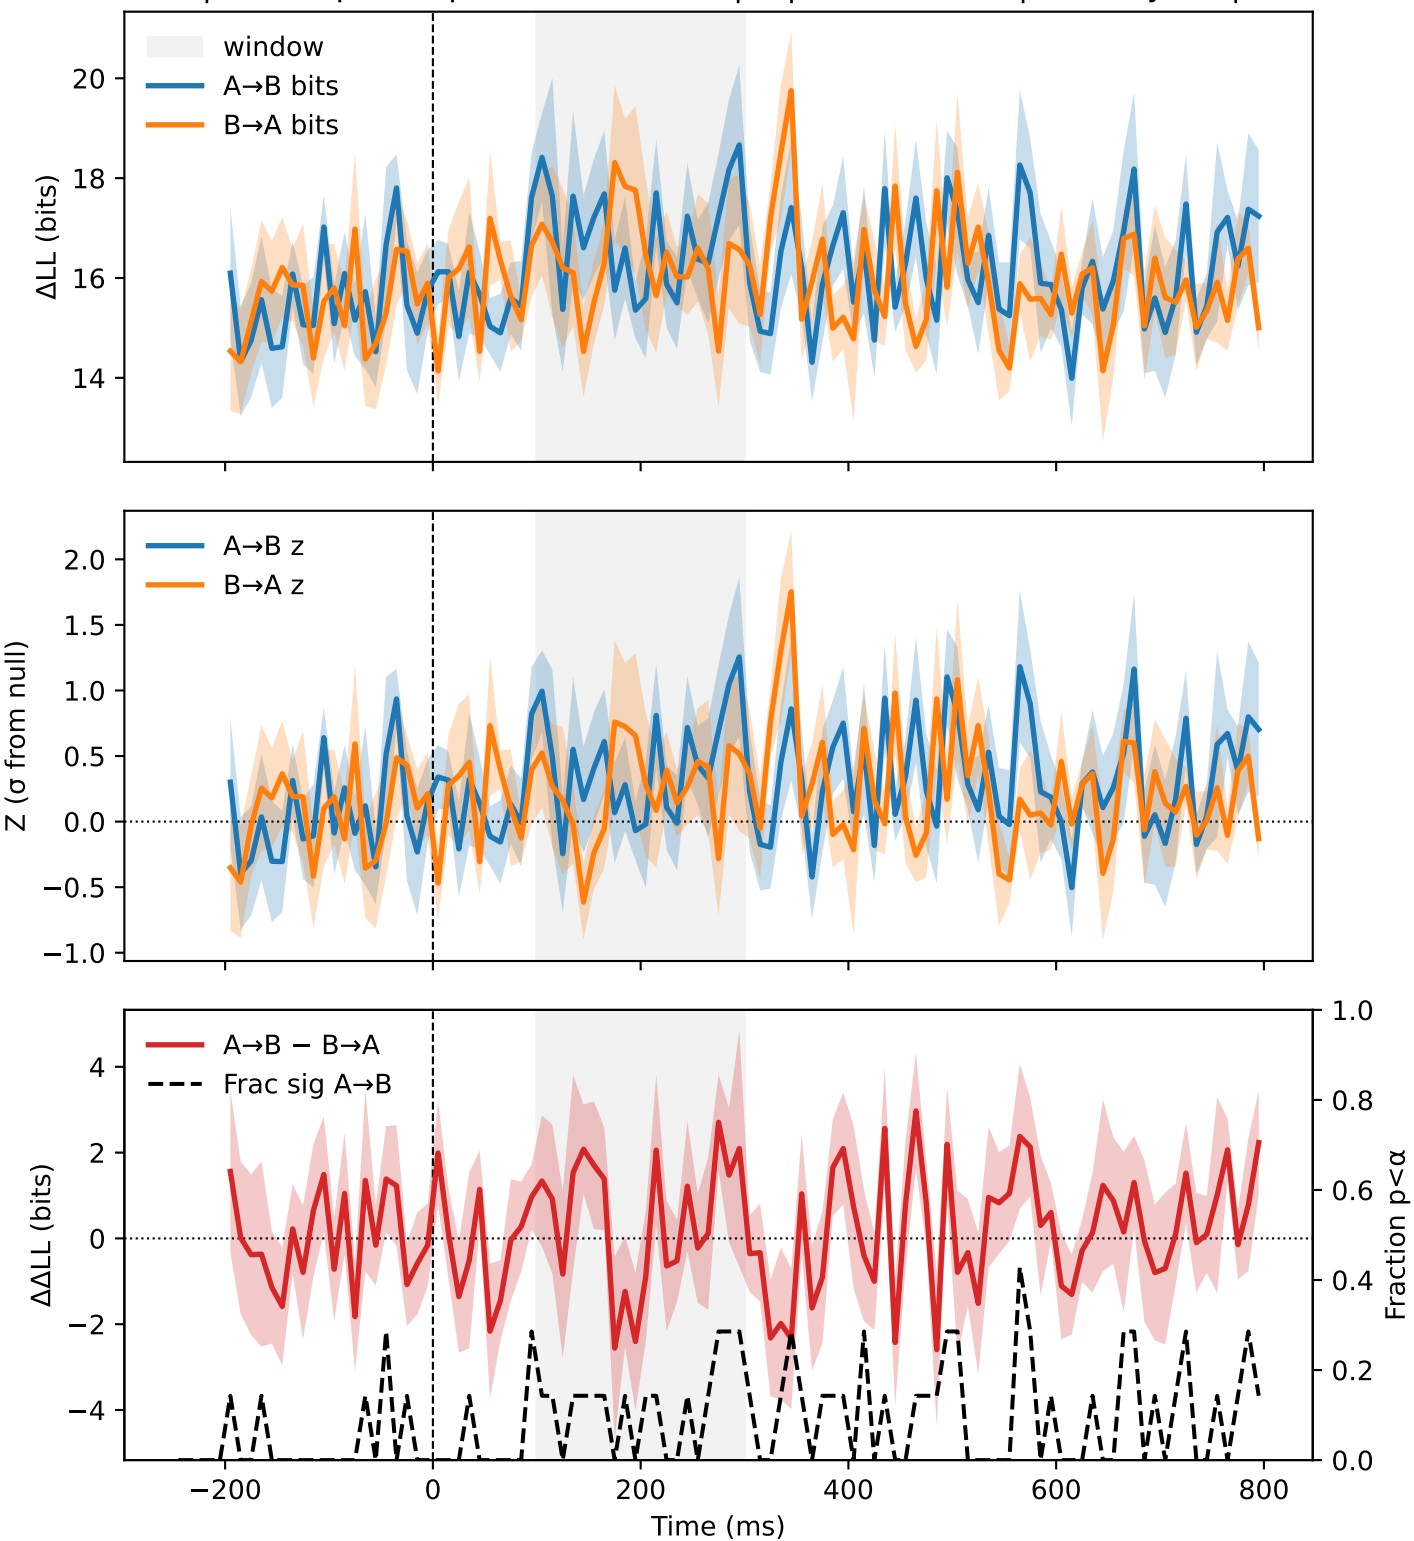 window
A→B bits
B→A bits
ΔLL (bits)
20
18
16
14
A→B z
B→A z
Z (σ from null)
2.0
1.5
1.0
0.5
0.0
−0.5
−1.0
A→B − B→A
Frac sig A→B
ΔΔLL (bits)
4
2
0
−2
−4
1.0
0.8
0.6
0.4
0.2
0.0
Fraction p<α
−200
0
200
400
600
800
Time (ms)